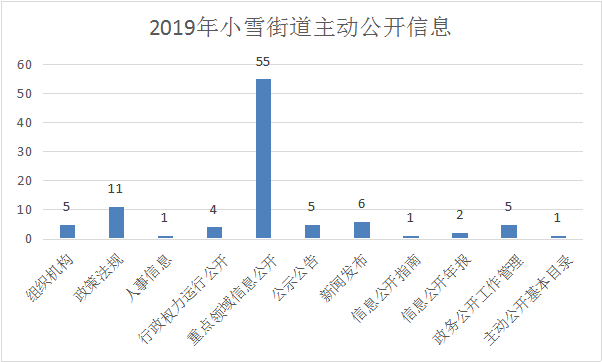 2019年小雪街道主动公开信息
60
50
40
30
20
10
0
5
11
1
4
55
5
6
1
2
5
1
组织机构
政策法规
人事信息
行政权力运行公开
重点领域信息公开
公示公告
新闻发布
信息公开指南
信息公开年报
政务公开工作管理
主动公开基本目录